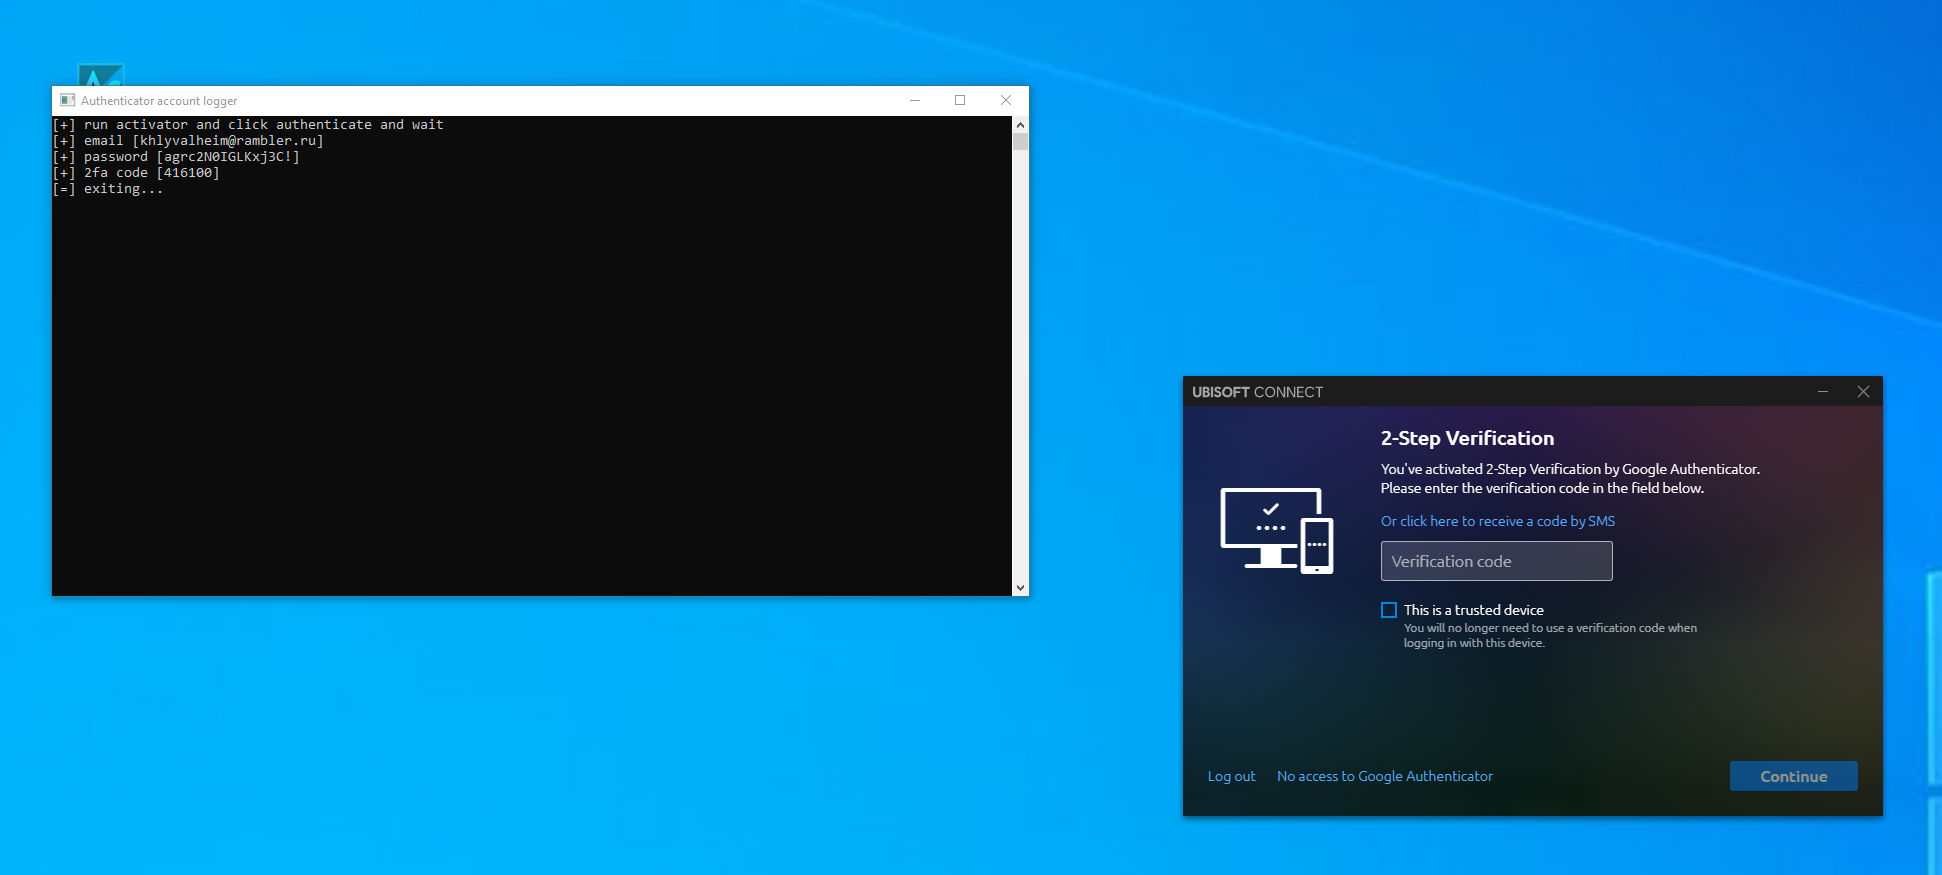 Authenticator account logger
[+] run activator and click authenticate and wait
[+] email [khlyvalheim@rambler.ru]
[+] password [agrc2N0IGLKxj3C!]
[+] 2fa code [416100]
[=] exiting...
UBISOFT CONNECT
2-Step Verification
You've activated 2-Step Verification by Google Authenticator.
Please enter the verification code in the field below.
Or click here to receive a code by SMS
Verification code
This is a trusted device
You will no longer need to use a verification code when
logging in with this device.
Log out
No access to Google Authenticator
Continue